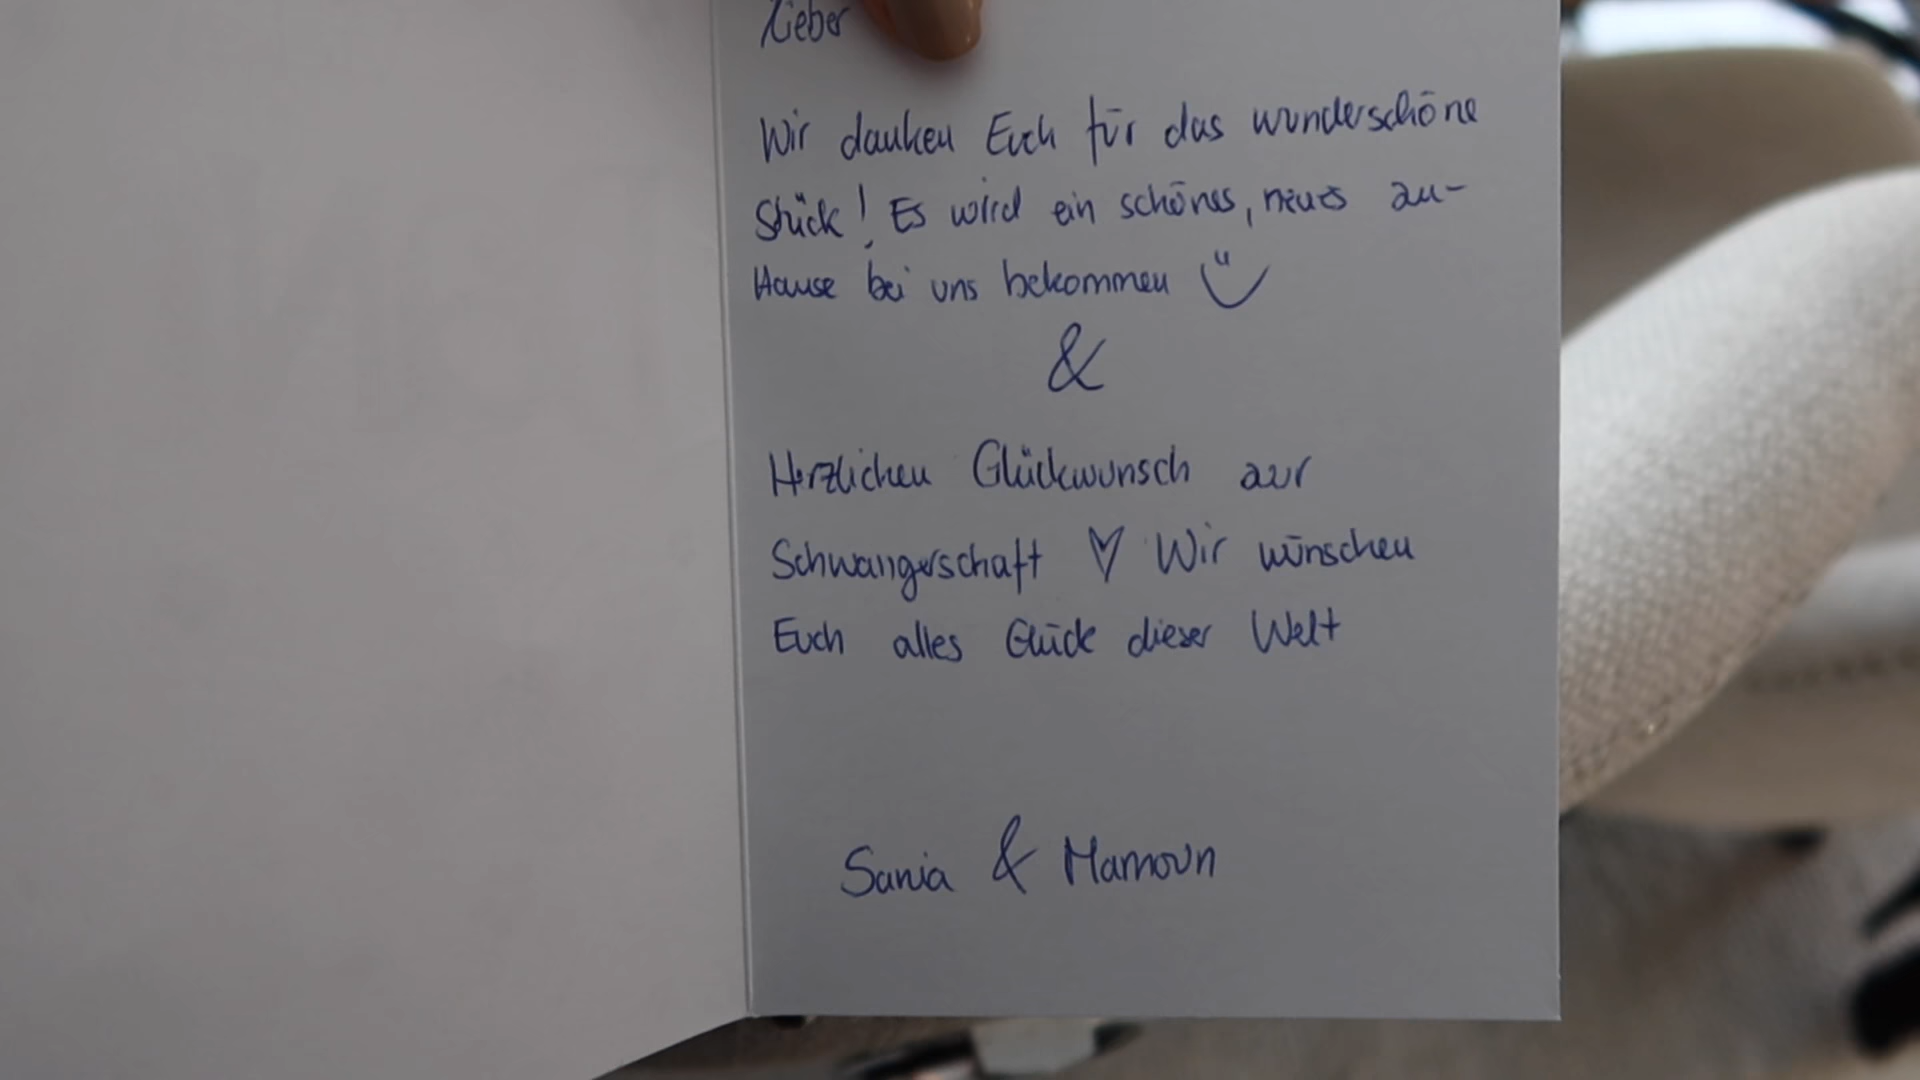 Lieber
Wir danken Euch für das wunderschöne
Stück! Es wird ein schönes, neues zu-
Hause bei uns bekommen
&
Herzlichen Glückwunsch zur
Schwangerschaft ♡ Wir wünschen
Euch alles Glück dieser Welt
Sania & Mamoun